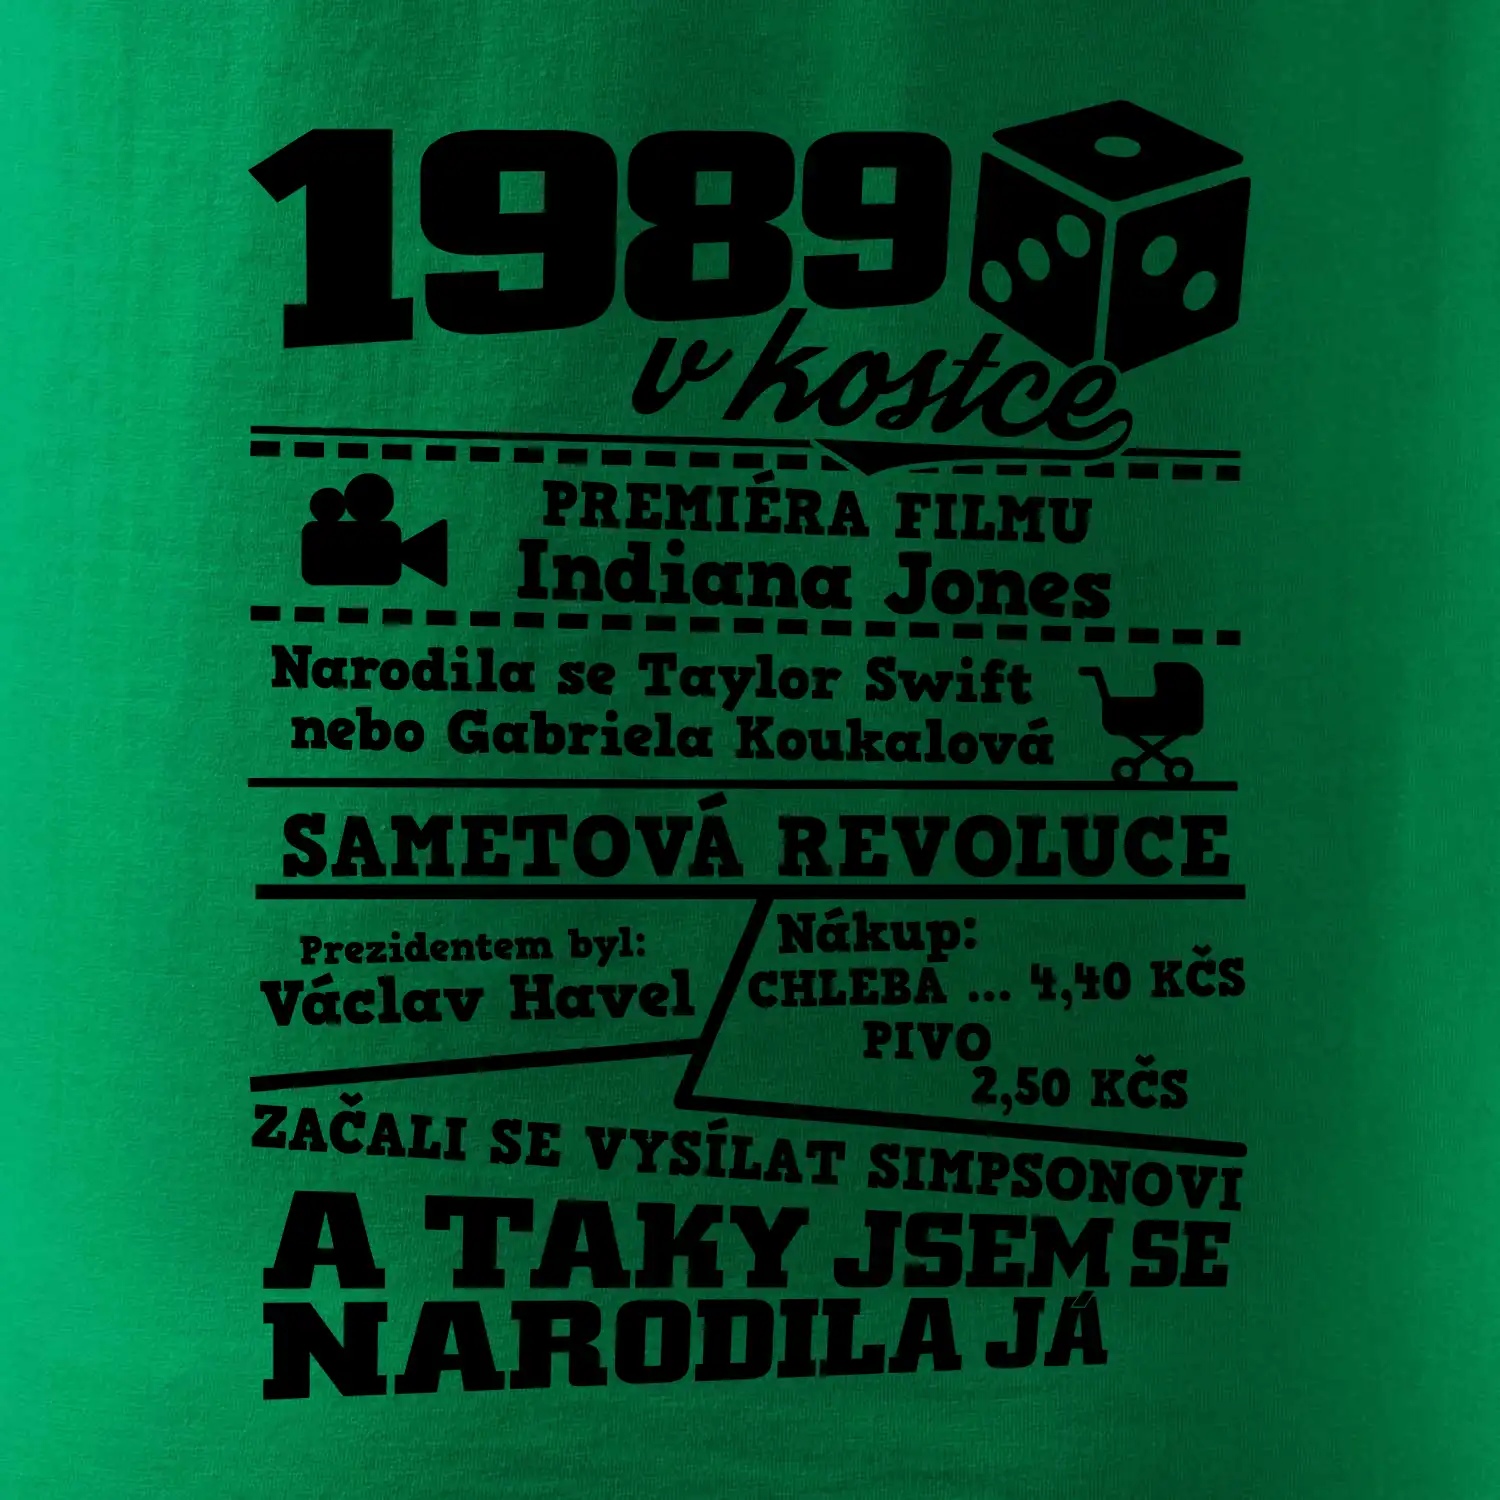 1989
v kostce
PREMIÉRA FILMU
Indiana Jones
Narodila se Taylor Swift
nebo Gabriela Koukalová
SAMETOVÁ REVOLUCE
Prezidentem byl:
Václav Havel
Nákup:
CHLEBA ... 4,40 KČS
PIVO
2,50 KČS
ZAČALI SE VYSÍLAT SIMPSONOVI
A TAKY JSEM SE
NARODILA JÁ